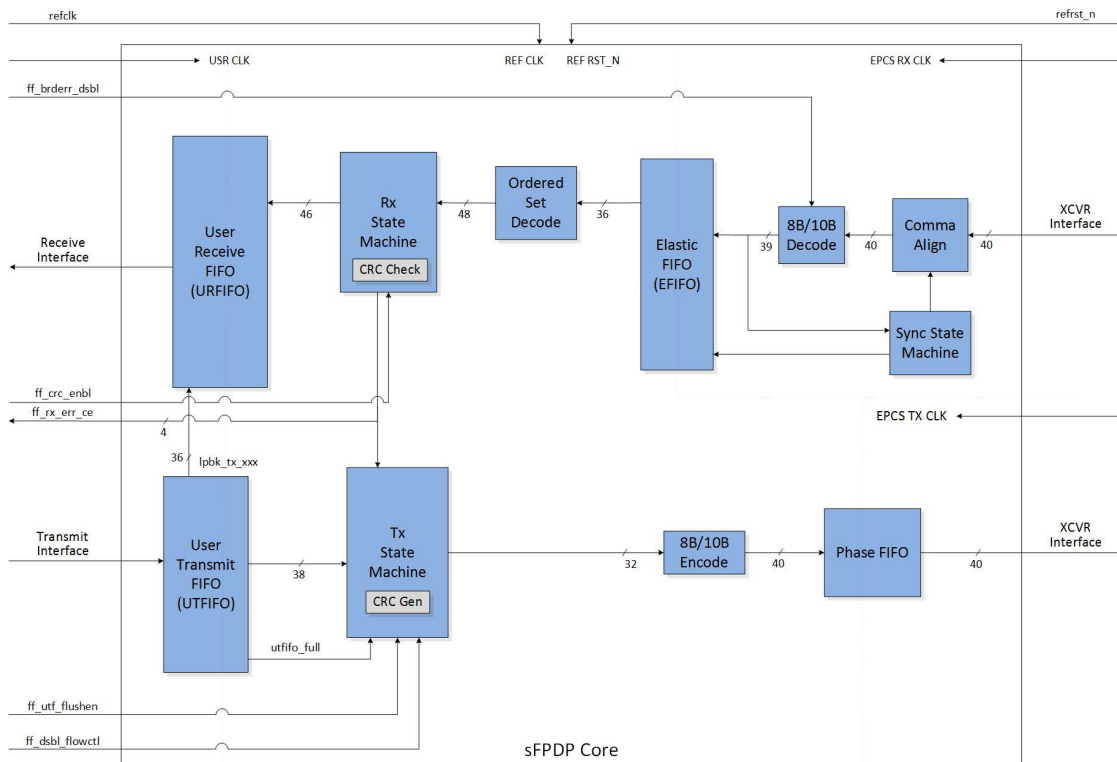 refclk
refrst_n
USR CLK
REF CLK
REF RST_N
EPCS RX CLK
ff_brderr_dsbl
User
Receive
FIFO
(URFIFO)
46
Rx
State
Machine
CRC Check
48
Ordered
Set
Decode
36
Elastic
FIFO
(EFIFO)
39
8B/10B
Decode
40
Comma
Align
40
XCVR
Interface
Receive
Interface
Sync State
Machine
ff_crc_enbl
ff_rx_err_ce
4
EPCS TX CLK
36
lpbk_tx_xxx
Transmit
Interface
User
Transmit
FIFO
(UTFIFO)
38
Tx
State
Machine
CRC Gen
32
8B/10B
Encode
40
Phase FIFO
40
XCVR
Interface
utfifo_full
ff_utf_flushen
ff_dsbl_flowctl
sFPDP Core